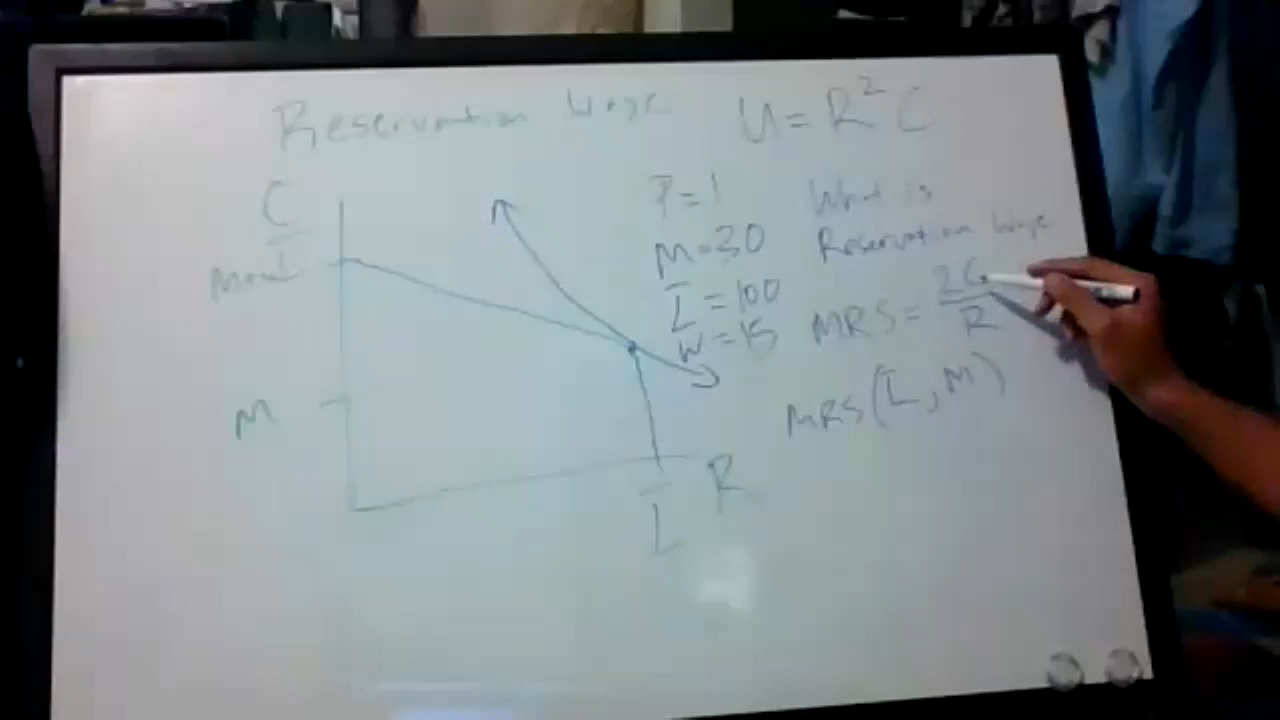 Reservation Wage
U = R² C
C
M
P = 1
M = 30
L̄ = 100
W = 15
What is
Reservation Wage
MRS = 2C/R
MRS(L̄, M)
R
L̄